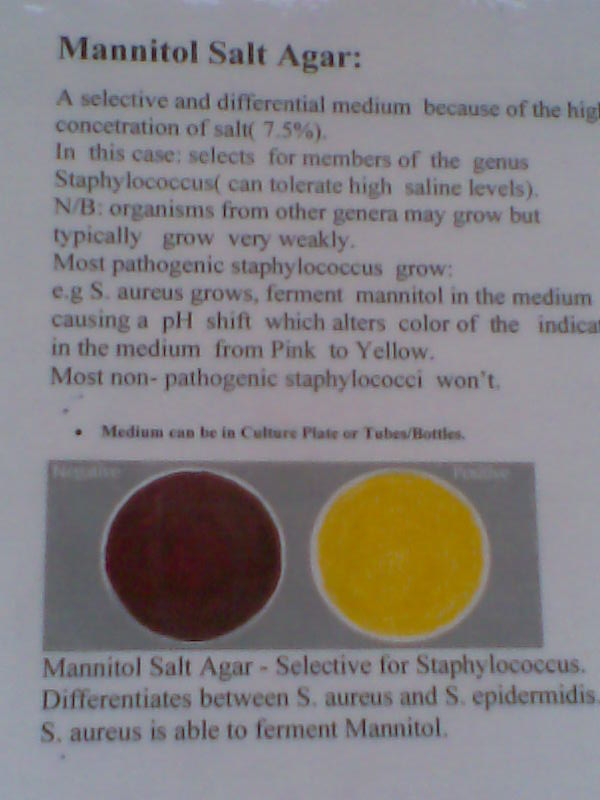 Mannitol Salt Agar:
A selective and differential medium because of the high
concetration of salt( 7.5%).
In this case: selects for members of the genus
Staphylococcus( can tolerate high saline levels).
N/B: organisms from other genera may grow but
typically grow very weakly.
Most pathogenic staphylococcus grow:
e.g S. aureus grows, ferment mannitol in the medium
causing a pH shift which alters color of the indicat
in the medium from Pink to Yellow.
Most non- pathogenic staphylococci won't.
• Medium can be in Culture Plate or Tubes/Bottles.
Negative Positive
Mannitol Salt Agar - Selective for Staphylococcus.
Differentiates between S. aureus and S. epidermidis.
S. aureus is able to ferment Mannitol.